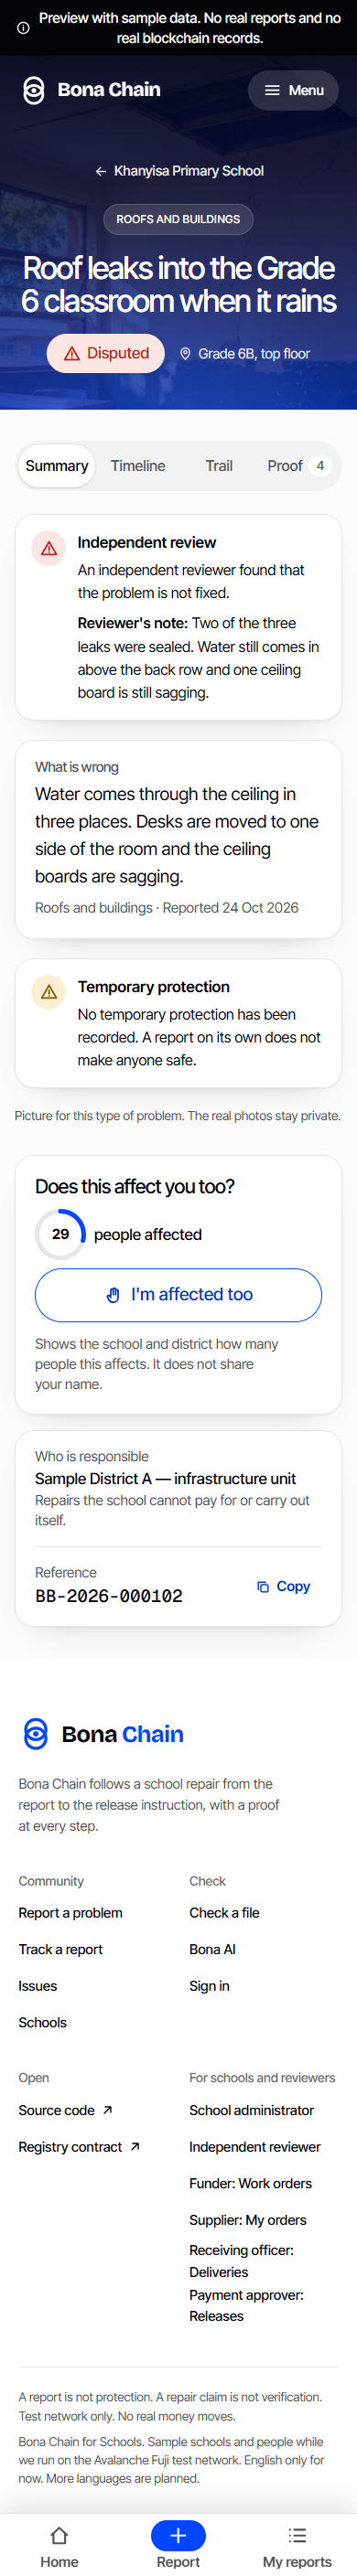 Preview with sample data. No real reports and no
real blockchain records.
Bona Chain
Menu
← Khanyisa Primary School
ROOFS AND BUILDINGS
Roof leaks into the Grade
6 classroom when it rains
Disputed
Grade 6B, top floor
Summary
Timeline
Trail
Proof 4
Independent review
An independent reviewer found that
the problem is not fixed.
Reviewer's note: Two of the three
leaks were sealed. Water still comes in
above the back row and one ceiling
board is still sagging.
What is wrong
Water comes through the ceiling in
three places. Desks are moved to one
side of the room and the ceiling
boards are sagging.
Roofs and buildings · Reported 24 Oct 2026
Temporary protection
No temporary protection has been
recorded. A report on its own does not
make anyone safe.
Picture for this type of problem. The real photos stay private.
Does this affect you too?
29 people affected
I'm affected too
Shows the school and district how many
people this affects. It does not share
your name.
Who is responsible
Sample District A — infrastructure unit
Repairs the school cannot pay for or carry out
itself.
Reference
BB-2026-000102
Copy
Bona Chain
Bona Chain follows a school repair from the
report to the release instruction, with a proof
at every step.
Community
Report a problem
Track a report
Issues
Schools
Check
Check a file
Bona AI
Sign in
Open
Source code ↗
Registry contract ↗
For schools and reviewers
School administrator
Independent reviewer
Funder: Work orders
Supplier: My orders
Receiving officer:
Deliveries
Payment approver:
Releases
A report is not protection. A repair claim is not verification.
Test network only. No real money moves.
Bona Chain for Schools. Sample schools and people while
we run on the Avalanche Fuji test network. English only for
now. More languages are planned.
Home
Report
My reports